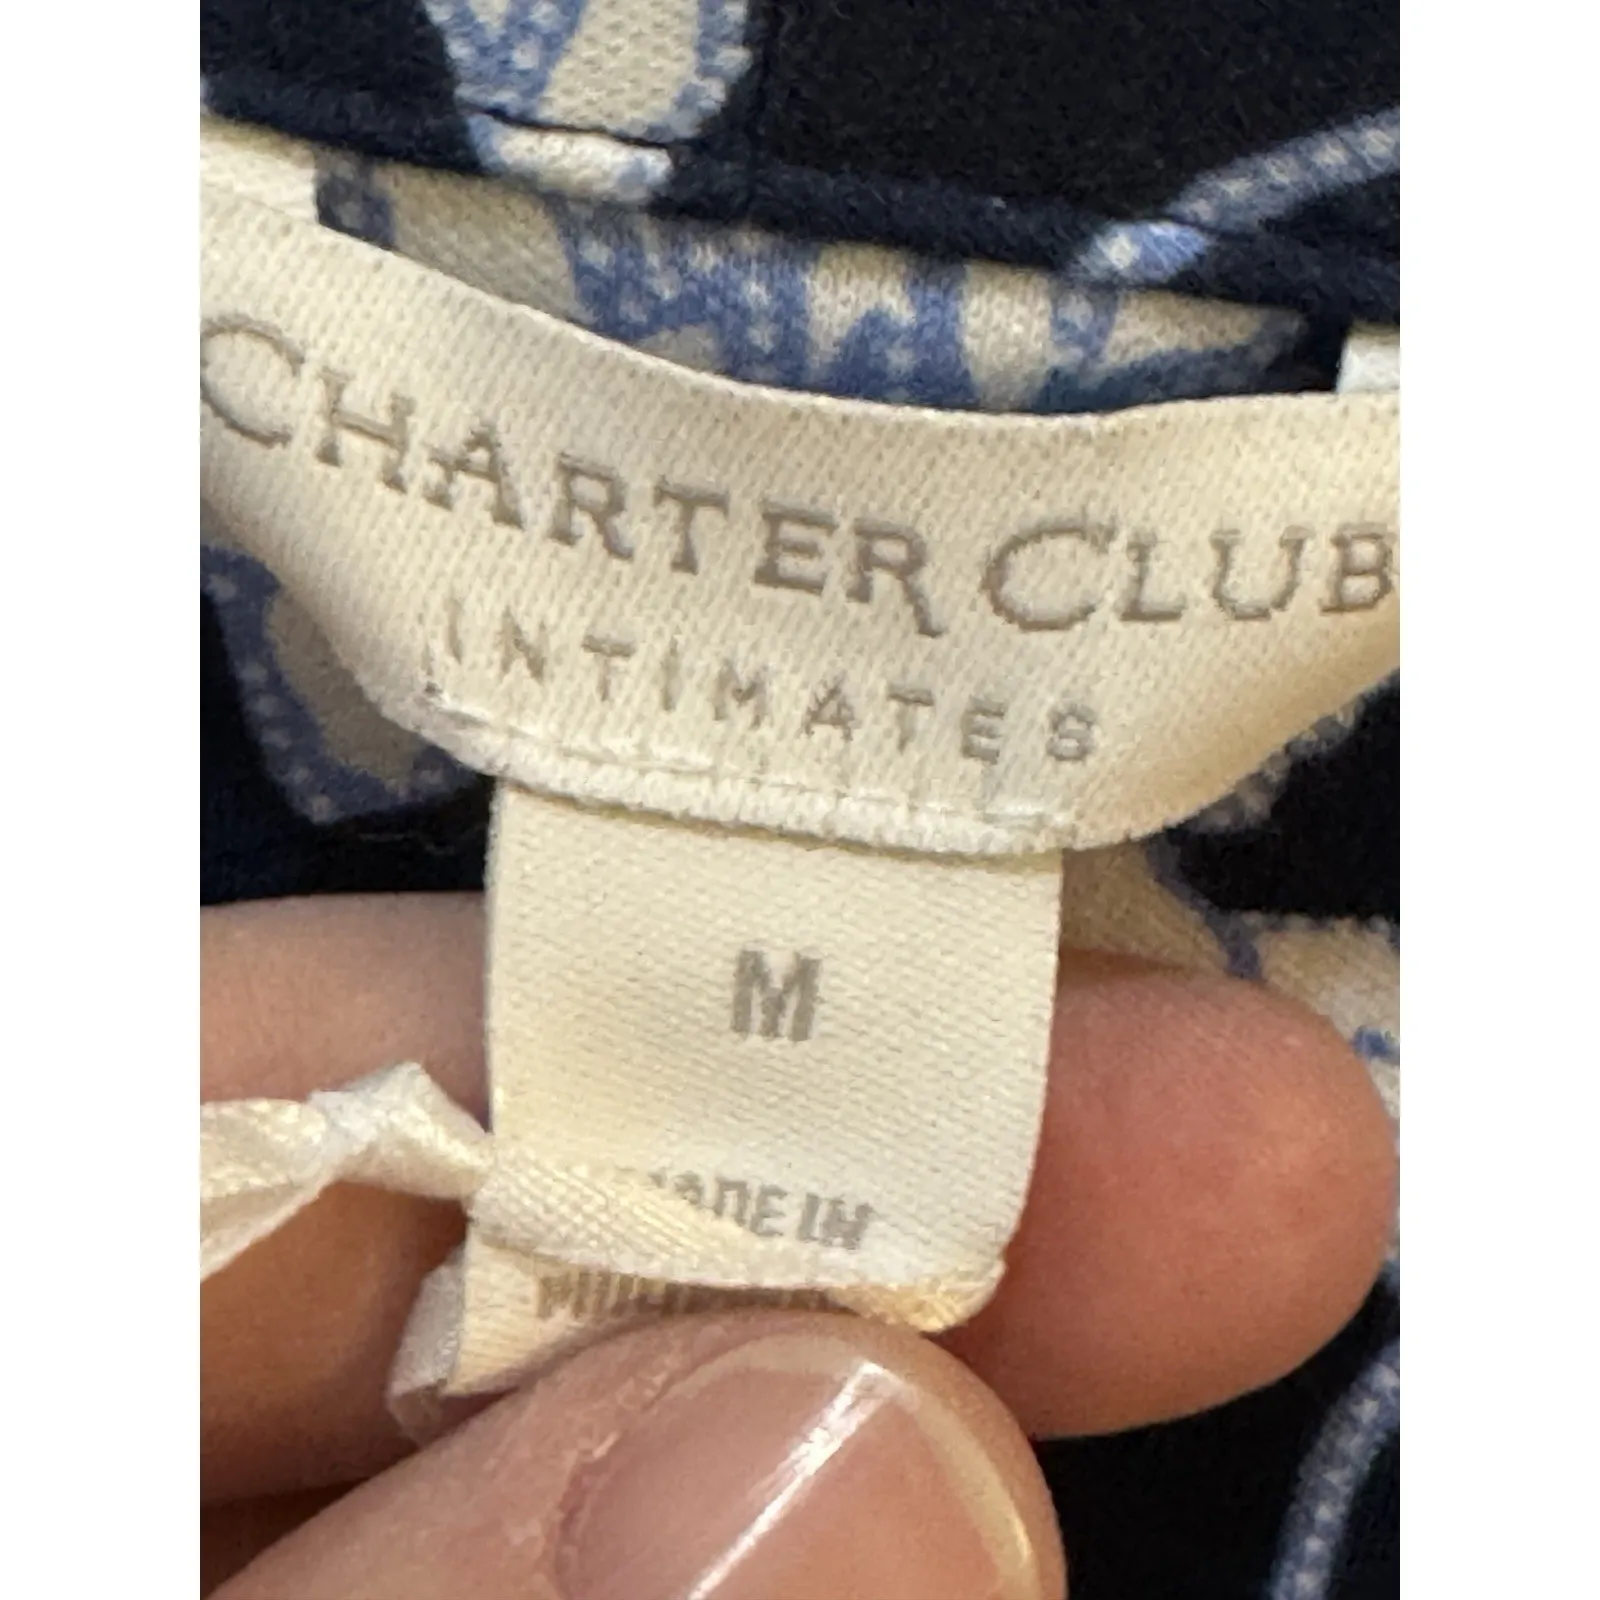 CHARTER CLUB
INTIMATES
M
MADE IN